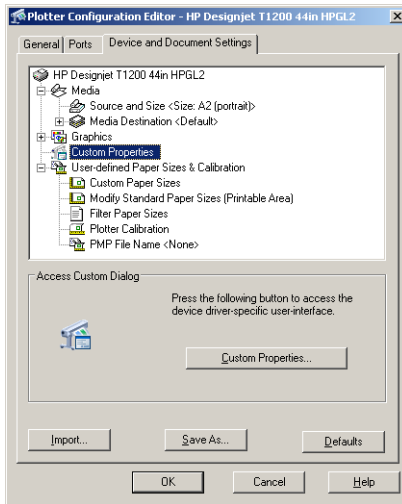 Plotter Configuration Editor - HP Designjet T1200 44in HPGL2
General Ports Device and Document Settings
HP Designjet T1200 44in HPGL2
Media
Source and Size <Size: A2 (portrait)>
Media Destination <Default>
Graphics
Custom Properties
User-defined Paper Sizes & Calibration
Custom Paper Sizes
Modify Standard Paper Sizes (Printable Area)
Filter Paper Sizes
Plotter Calibration
PMP File Name <None>
Access Custom Dialog
Press the following button to access the
device driver-specific user-interface.
Custom Properties...
Import... Save As... Defaults
OK Cancel Help